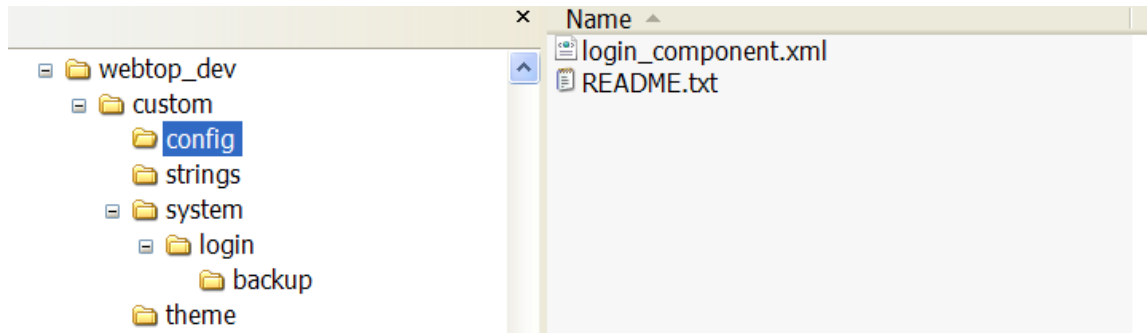 webtop_dev
custom
config
strings
system
login
backup
theme
Name
login_component.xml
README.txt